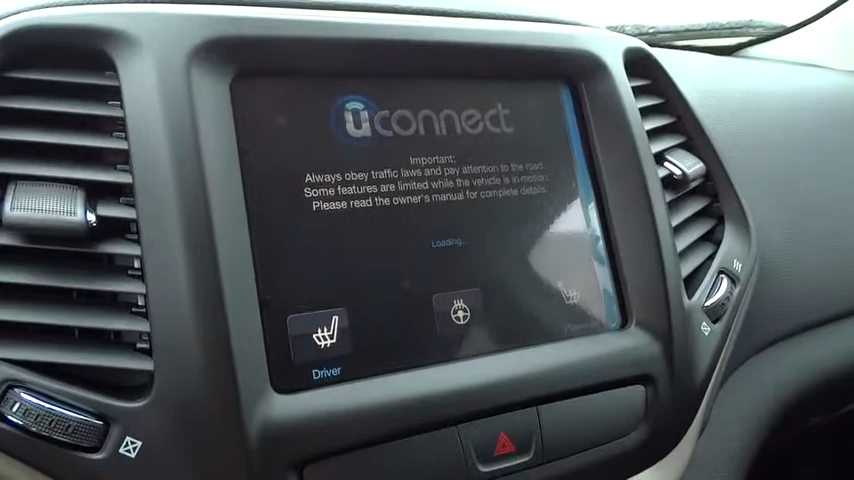 uconnect
Important:
Always obey traffic laws and pay attention to the road.
Some features are limited while the vehicle is in motion.
Please read the owner's manual for complete details.
Loading...
Driver